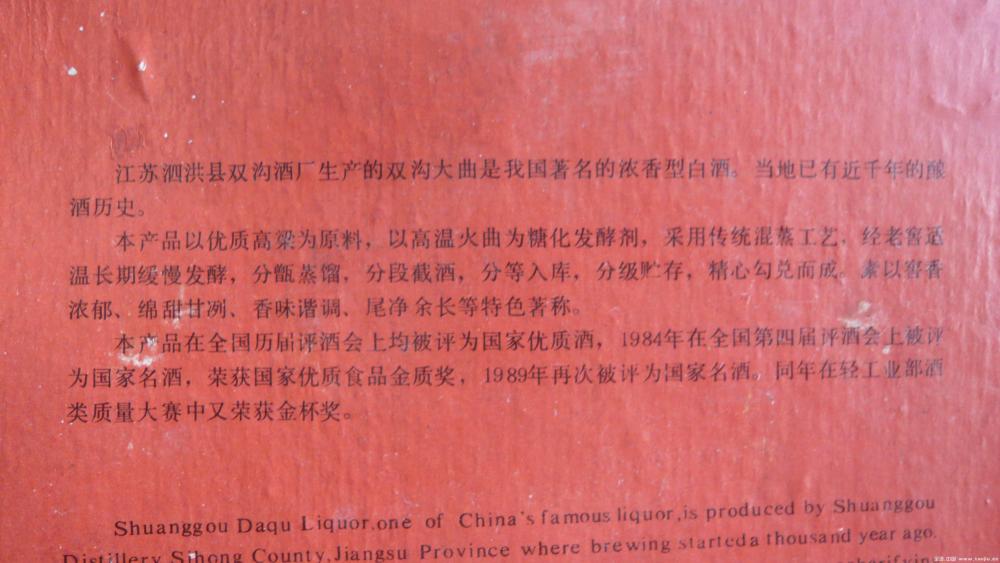 江苏泗洪县双沟酒厂生产的双沟大曲是我国著名的浓香型白酒。当地已有近千年的酿
酒历史。
本产品以优质高粱为原料，以高温火曲为糖化发酵剂，采用传统混蒸工艺，经老窖适
温长期缓慢发酵，分甑蒸馏，分段截酒，分等入库，分级贮存，精心勾兑而成。素以窖香
浓郁、绵甜甘冽、香味谐调、尾净余长等特色著称。
本产品在全国历届评酒会上均被评为国家优质酒，1984年在全国第四届评酒会上被评
为国家名酒，荣获国家优质食品金质奖，1989年再次被评为国家名酒。同年在轻工业部酒
类质量大赛中又荣获金杯奖。
Shuanggou Daqu Liquor,one of China's famous liquor,is produced by Shuanggou
Distillery Sihong County,Jiangsu Province where brewing started a thousand year ago.